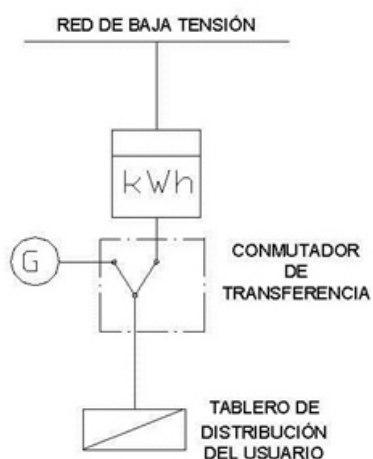 RED DE BAJA TENSIÓN
kWh
G
CONMUTADOR
DE
TRANSFERENCIA
TABLERO DE
DISTRIBUCIÓN
DEL USUARIO